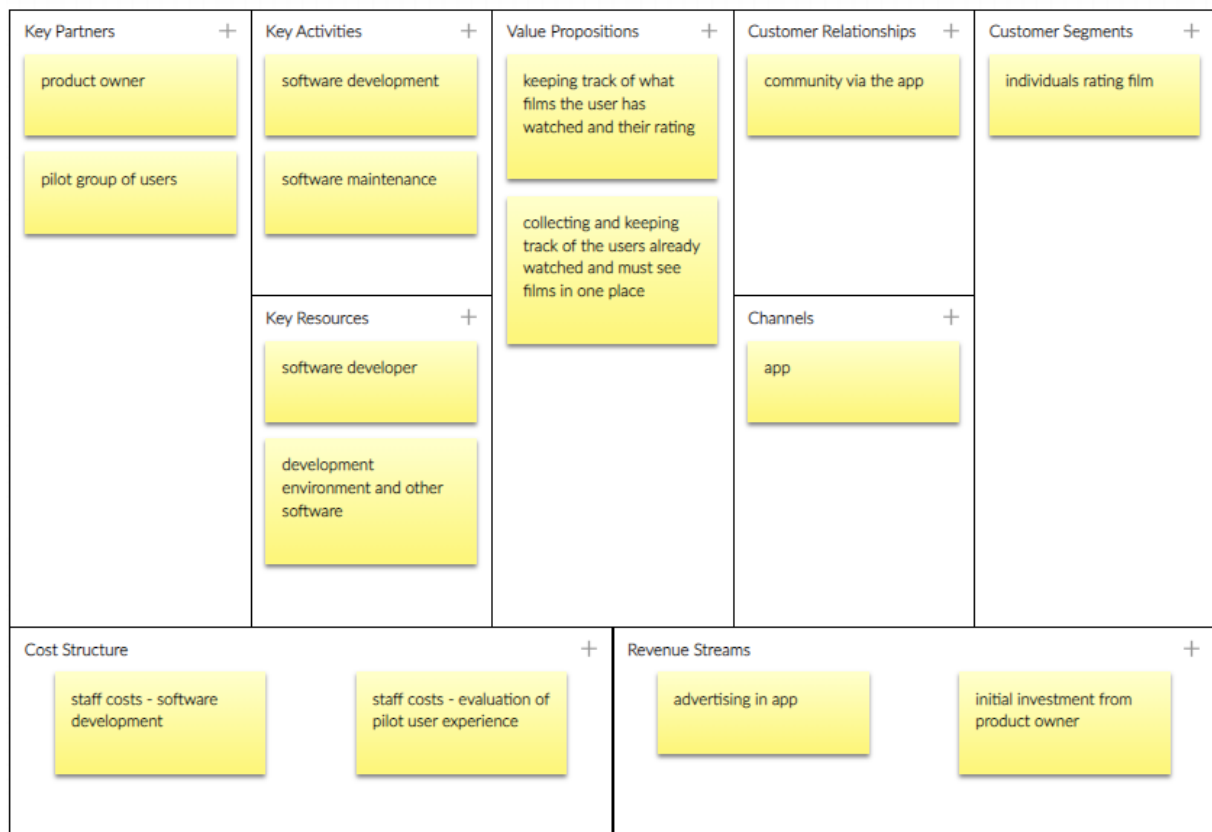 Key Partners +
product owner
pilot group of users
Key Activities +
software development
software maintenance
Key Resources +
software developer
development
environment and other
software
Value Propositions +
keeping track of what
films the user has
watched and their rating
collecting and keeping
track of the users already
watched and must see
films in one place
Customer Relationships +
community via the app
Channels +
app
Customer Segments +
individuals rating film
Cost Structure +
staff costs - software
development
staff costs - evaluation of
pilot user experience
Revenue Streams +
advertising in app
initial investment from
product owner